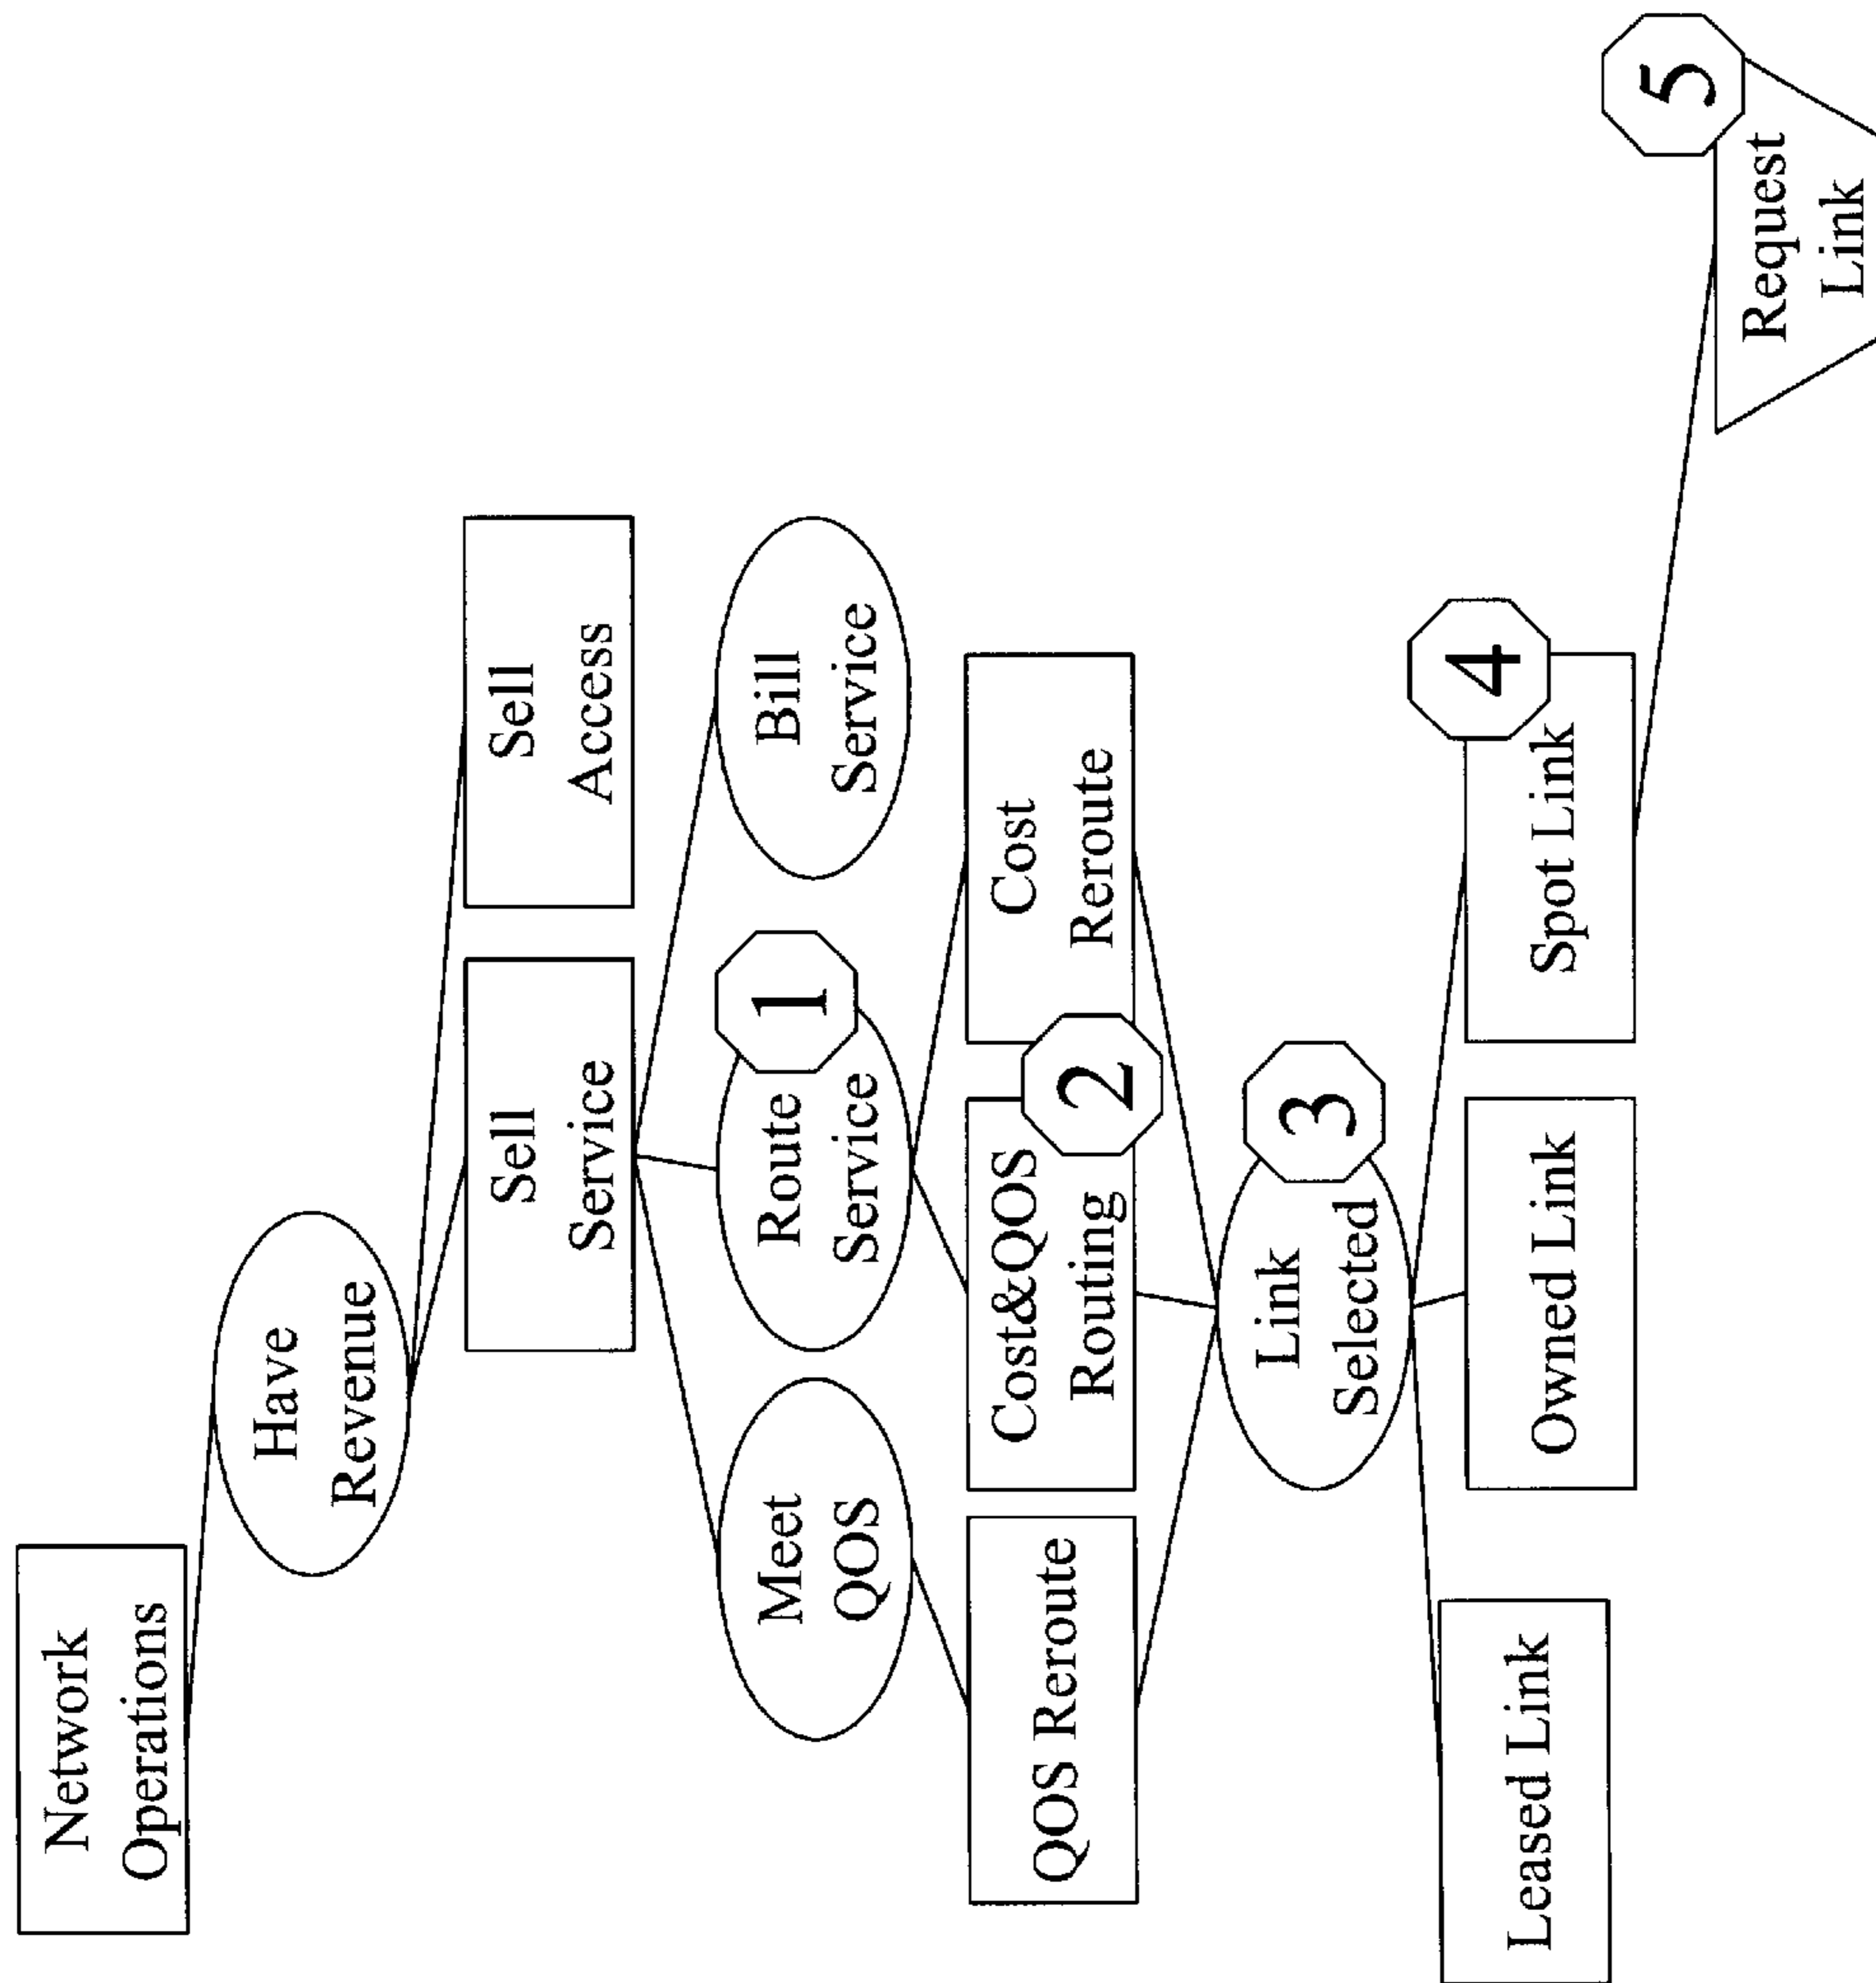 Network
Operations
Have
Revenue
Sell
Service
Sell
Access
Meet
QOS
Route
Service
1
Bill
Service
QOS Reroute
Cost&QOS
Routing
2
Cost
Reroute
Link
Selected
3
Leased Link
Owned Link
Spot Link
4
Request
Link
5